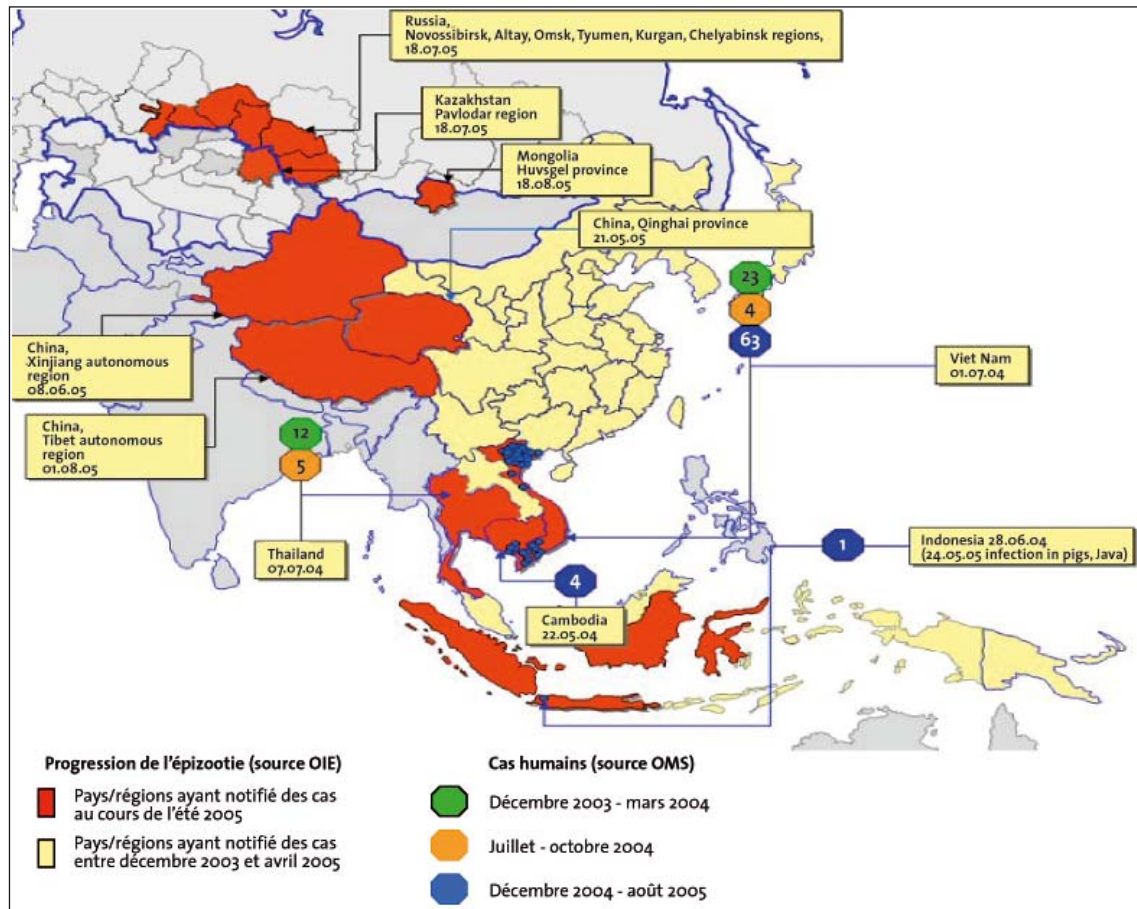 Russia,
Novossibirsk, Altay, Omsk, Tyumen, Kurgan, Chelyabinsk regions,
18.07.05
Kazakhstan
Pavlodar region
18.07.05
Mongolia
Huvsgel province
18.08.05
China, Qinghai province
21.05.05
23
4
63
China,
Xinjiang autonomous
region
08.06.05
Viet Nam
01.07.04
China,
Tibet autonomous
region
01.08.05
12
5
Thailand
07.07.04
1
Indonesia 28.06.04
(24.05.05 infection in pigs, Java)
4
Cambodia
22.05.04
Progression de l'épizootie (source OIE)
Pays/régions ayant notifié des cas
au cours de l'été 2005
Pays/régions ayant notifié des cas
entre décembre 2003 et avril 2005
Cas humains (source OMS)
Décembre 2003 - mars 2004
Juillet - octobre 2004
Décembre 2004 - août 2005